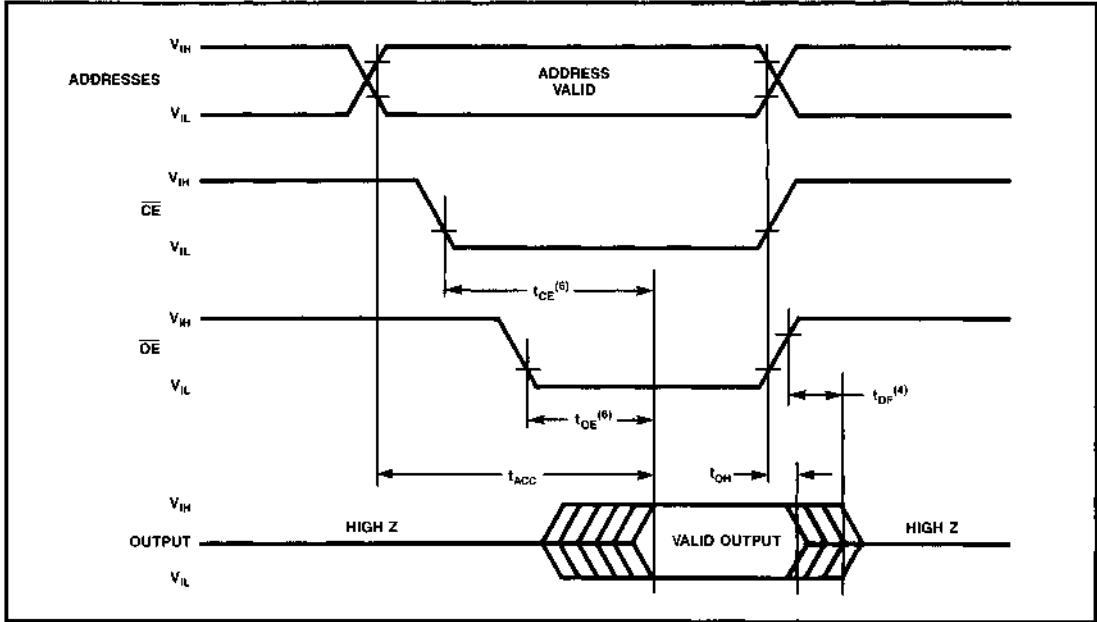 V_IH
ADDRESSES
ADDRESS
VALID
V_IL
V_IH
CE
V_IL
t_CE(6)
V_IH
OE
V_IL
t_DF(4)
t_OE(6)
t_ACC
t_OH
V_IH
HIGH Z
OUTPUT
VALID OUTPUT
HIGH Z
V_IL